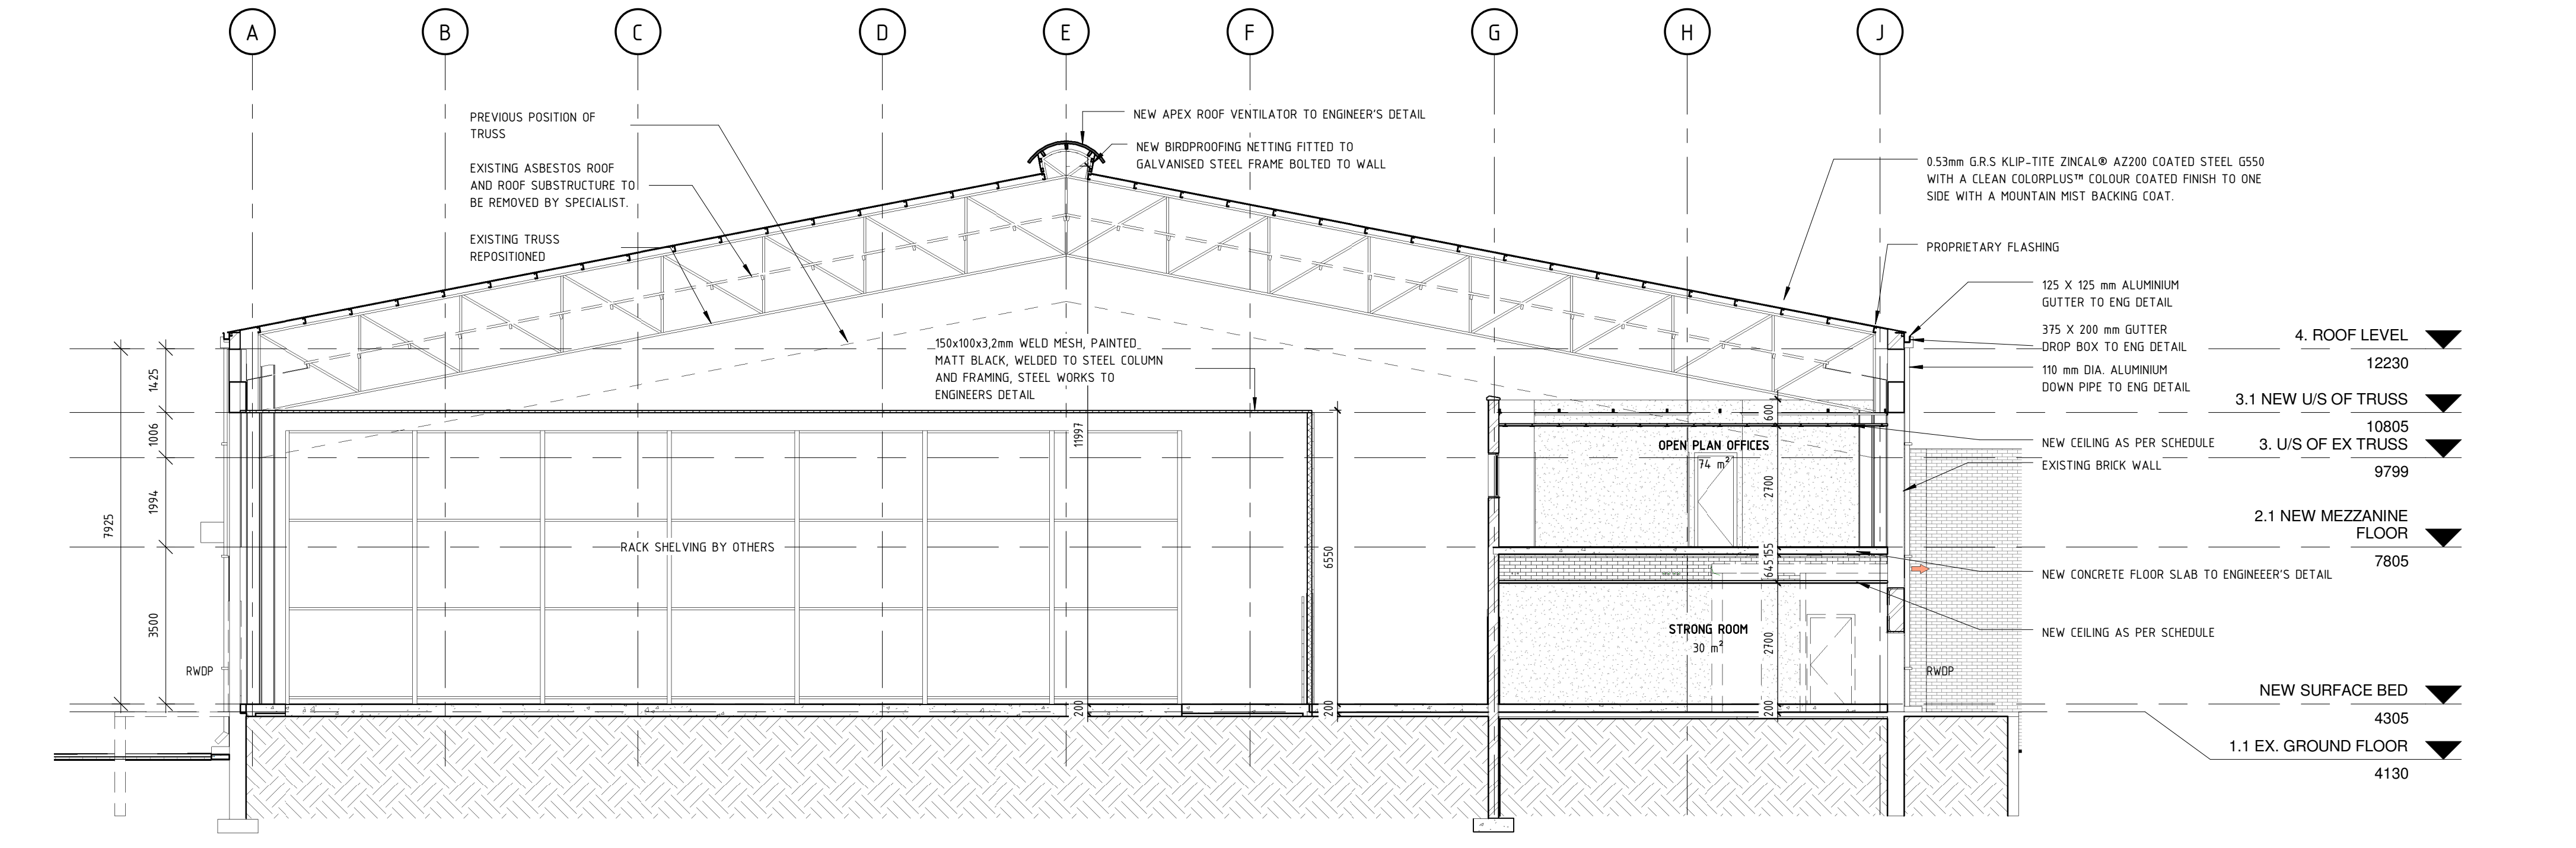 A
B
C
D
E
F
G
H
J
PREVIOUS POSITION OF
TRUSS
EXISTING ASBESTOS ROOF
AND ROOF SUBSTRUCTURE TO
BE REMOVED BY SPECIALIST.
EXISTING TRUSS
REPOSITIONED
NEW APEX ROOF VENTILATOR TO ENGINEER'S DETAIL
NEW BIRDPROOFING NETTING FITTED TO
GALVANISED STEEL FRAME BOLTED TO WALL
0.53mm G.R.S KLIP-TITE ZINCAL® AZ200 COATED STEEL G550
WITH A CLEAN COLORPLUS™ COLOUR COATED FINISH TO ONE
SIDE WITH A MOUNTAIN MIST BACKING COAT.
PROPRIETARY FLASHING
125 X 125 mm ALUMINIUM
GUTTER TO ENG DETAIL
375 X 200 mm GUTTER
DROP BOX TO ENG DETAIL
110 mm DIA. ALUMINIUM
DOWN PIPE TO ENG DETAIL
4. ROOF LEVEL
12230
3.1 NEW U/S OF TRUSS
10805
3. U/S OF EX TRUSS
9799
2.1 NEW MEZZANINE
FLOOR
7805
NEW SURFACE BED
4305
1.1 EX. GROUND FLOOR
4130
150x100x3,2mm WELD MESH, PAINTED
MATT BLACK, WELDED TO STEEL COLUMN
AND FRAMING, STEEL WORKS TO
ENGINEERS DETAIL
NEW CEILING AS PER SCHEDULE
EXISTING BRICK WALL
NEW CONCRETE FLOOR SLAB TO ENGINEEER'S DETAIL
NEW CEILING AS PER SCHEDULE
OPEN PLAN OFFICES
74 m²
STRONG ROOM
30 m²
RACK SHELVING BY OTHERS
RWDP
RWDP
7925
1425
1006
1994
3500
11997
200
6550
200
600
2700
155
645
2700
200